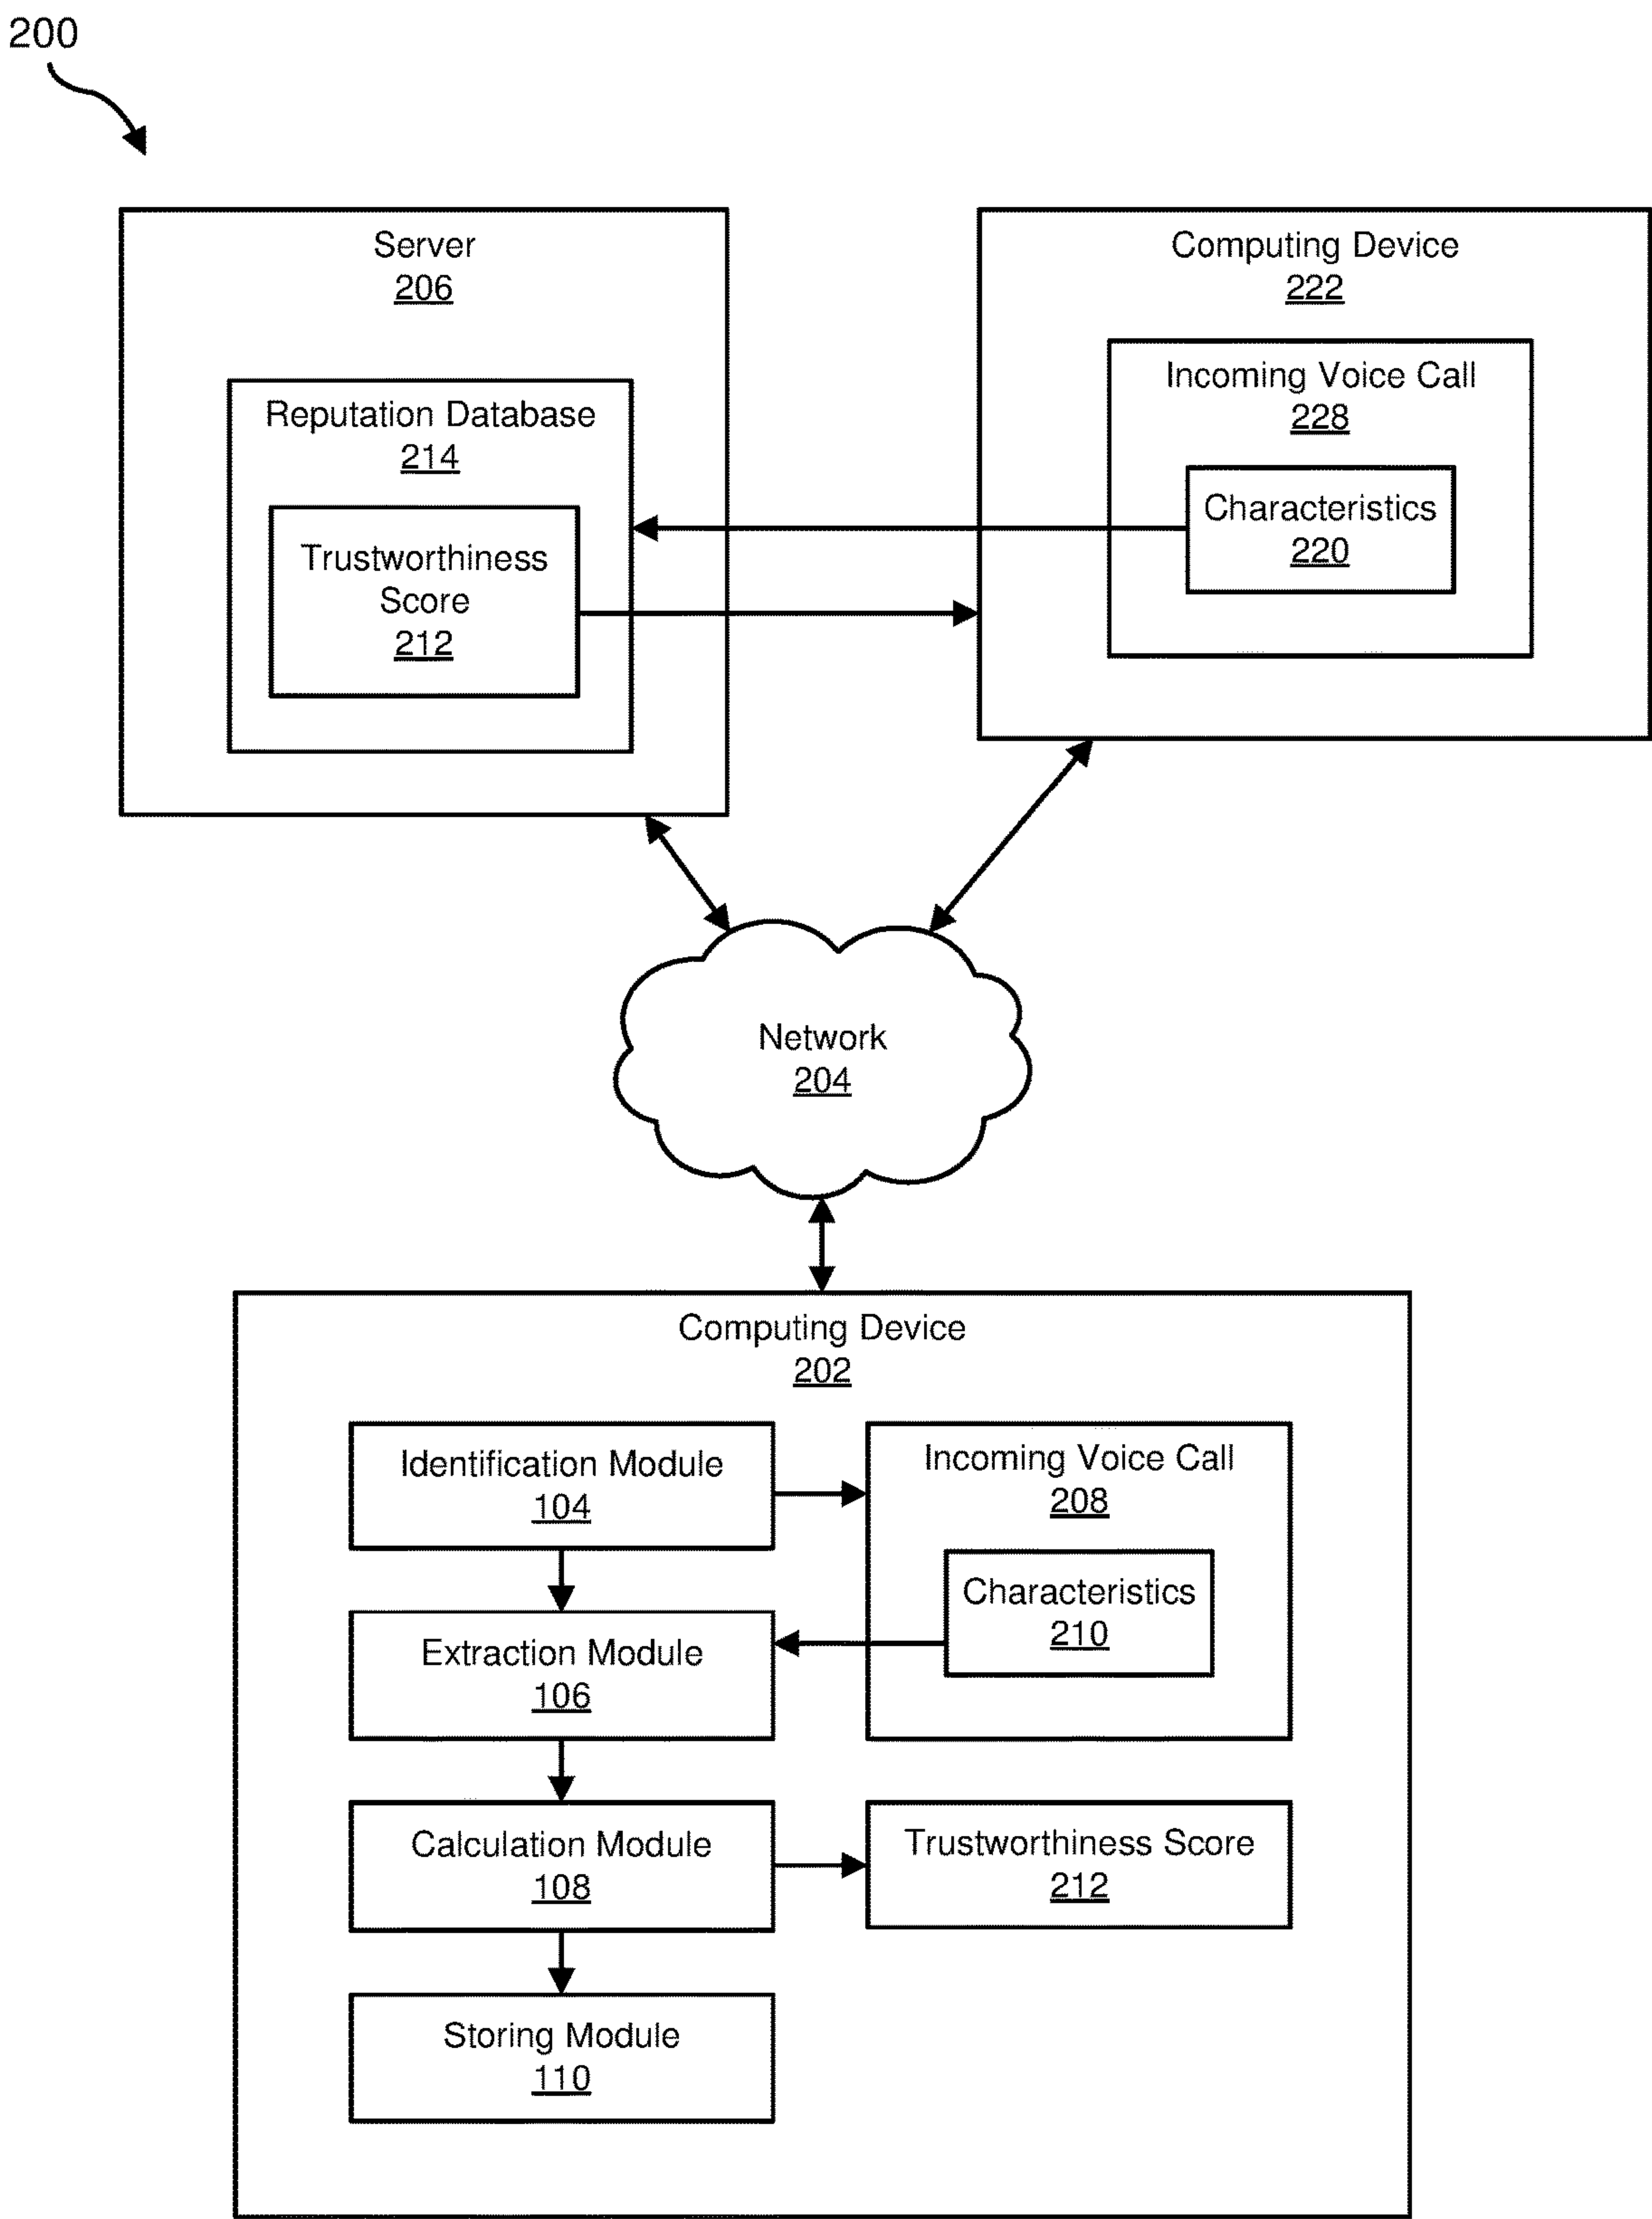 200
Server
206
Reputation Database
214
Trustworthiness
Score
212
Computing Device
222
Incoming Voice Call
228
Characteristics
220
Network
204
Computing Device
202
Identification Module
104
Incoming Voice Call
208
Characteristics
210
Extraction Module
106
Calculation Module
108
Trustworthiness Score
212
Storing Module
110